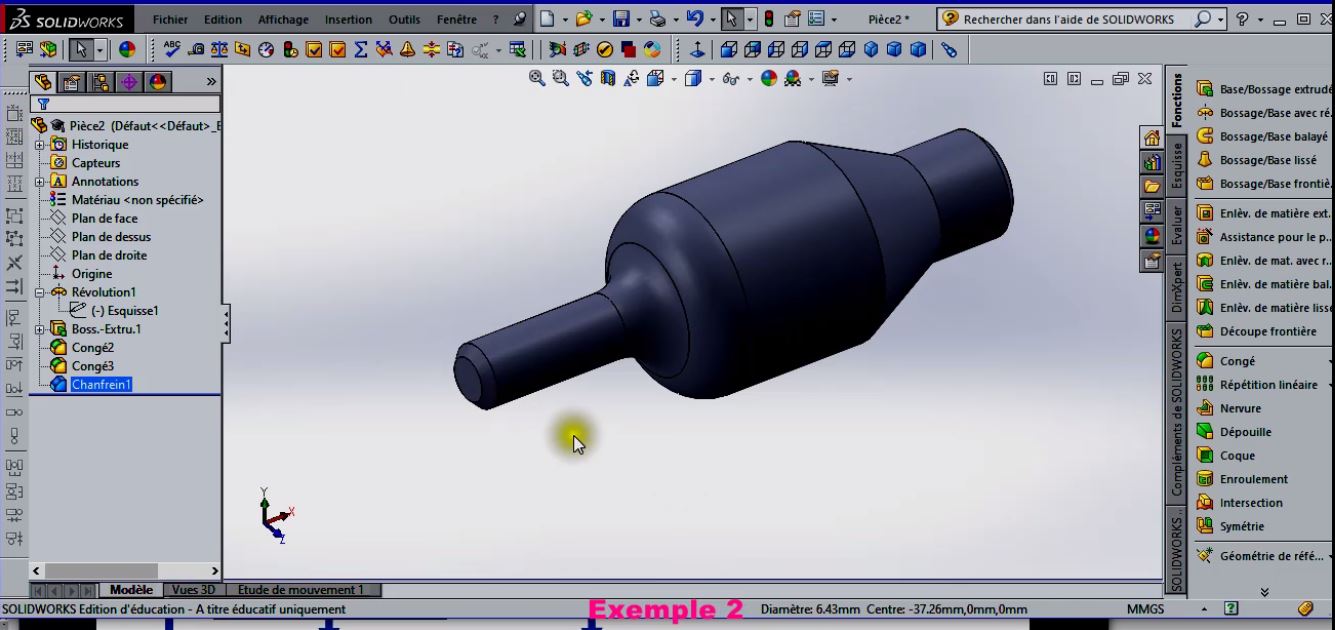 SOLIDWORKS Fichier Edition Affichage Insertion Outils Fenêtre ? Pièce2 * Rechercher dans l'aide de SOLIDWORKS
ABC
Pièce2 (Défaut<<Défaut>_E
Historique
Capteurs
Annotations
Matériau <non spécifié>
Plan de face
Plan de dessus
Plan de droite
Origine
Révolution1
(-) Esquisse1
Boss.-Extru.1
Congé2
Congé3
Chanfrein1
Y
X
Z
Fonctions
Esquisse
Evaluer
DimXpert
Compléments de SOLIDWORKS
SOLIDWORKS ..
Base/Bossage extrudé
Bossage/Base avec ré.
Bossage/Base balayé
Bossage/Base lissé
Bossage/Base frontiè.
Enlèv. de matière ext.
Assistance pour le p...
Enlèv. de mat. avec r..
Enlèv. de matière bal.
Enlèv. de matière lisse
Découpe frontière
Congé
Répétition linéaire
Nervure
Dépouille
Coque
Enroulement
Intersection
Symétrie
Géométrie de réfé...
Modèle Vues 3D Etude de mouvement 1
SOLIDWORKS Edition d'éducation - A titre éducatif uniquement Exemple 2 Diamètre: 6.43mm Centre: -37.26mm,0mm,0mm MMGS